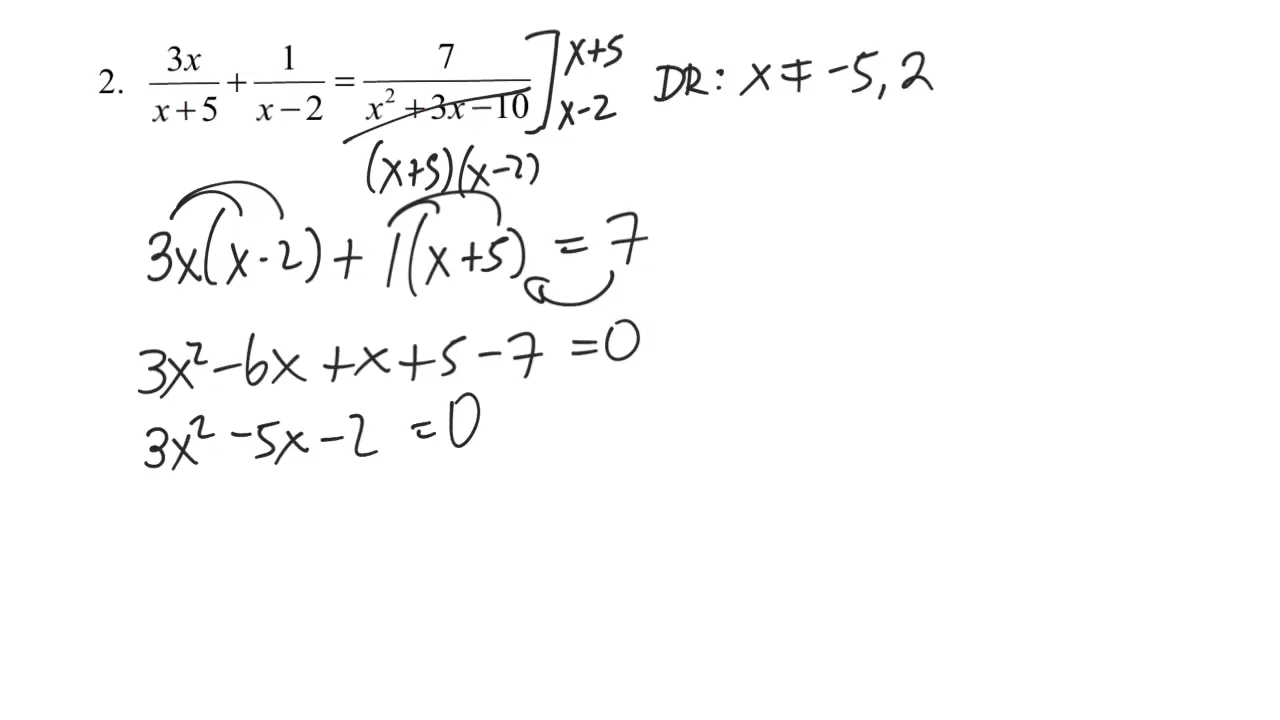 2. 3x/(x+5) + 1/(x−2) = 7/(x²+3x−10) ] x+5 x−2 DR: x ≠ -5, 2
(x+5)(x-2)
3x(x-2) + 1(x+5) = 7
3x² -6x +x +5 -7 =0
3x² -5x -2 =0